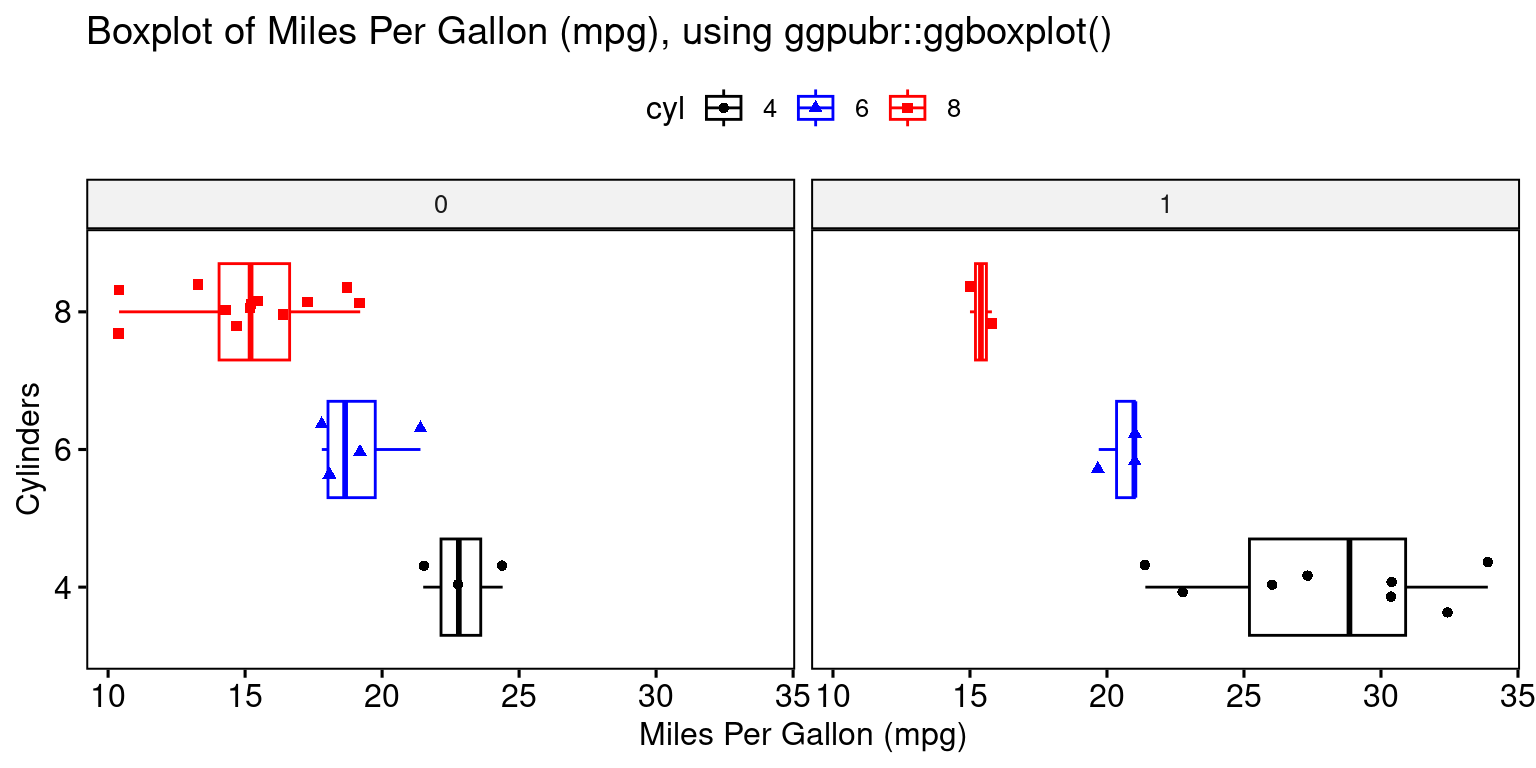 Boxplot of Miles Per Gallon (mpg), using ggpubr::ggboxplot()
cyl 4 6 8
0 1
8
6
4
Cylinders
10 15 20 25 30 35 10 15 20 25 30 35
Miles Per Gallon (mpg)